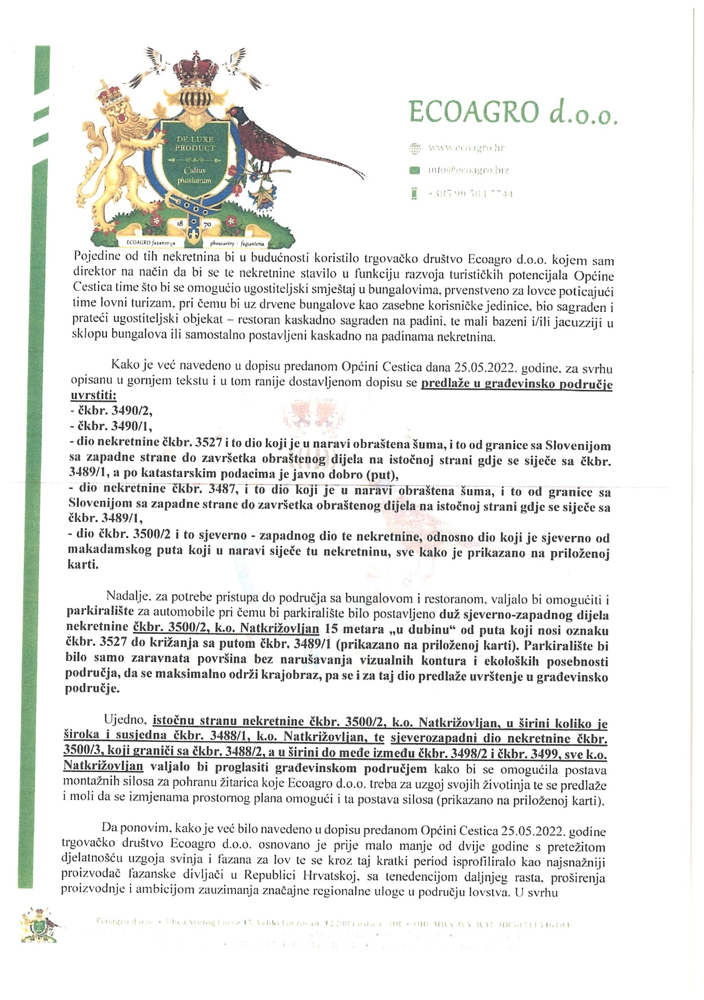 DE LUXE
PRODUCT
Cultus
phasianum
18 70
ECOAGRO fazanerija
pheasantry · fagianteria
ECOAGRO d.o.o.
www.ecoagro.hr
info@ecoagro.biz
+385 99 583 7744
Pojedine od tih nekretnina bi u budućnosti koristilo trgovačko društvo Ecoagro d.o.o. kojem sam
direktor na način da bi se te nekretnine stavilo u funkciju razvoja turističkih potencijala Općine
Cestica time što bi se omogućio ugostiteljski smještaj u bungalovima, prvenstveno za lovce poticajući
time lovni turizam, pri čemu bi uz drvene bungalove kao zasebne korisničke jedinice, bio sagrađen i
prateći ugostiteljski objekat – restoran kaskadno sagrađen na padini, te mali bazeni i/ili jacuzziji u
sklopu bungalova ili samostalno postavljeni kaskadno na padinama nekretnina.
Kako je već navedeno u dopisu predanom Općini Cestica dana 25.05.2022. godine, za svrhu
opisanu u gornjem tekstu i u tom ranije dostavljenom dopisu se predlaže u građevinsko područje
uvrstiti:
- čkbr. 3490/2,
- čkbr. 3490/1,
- dio nekretnine čkbr. 3527 i to dio koji je u naravi obraštena šuma, i to od granice sa Slovenijom
sa zapadne strane do završetka obraštenog dijela na istočnoj strani gdje se siječe sa čkbr.
3489/1, a po katastarskim podacima je javno dobro (put),
- dio nekretnine čkbr. 3487, i to dio koji je u naravi obraštena šuma, i to od granice sa
Slovenijom sa zapadne strane do završetka obraštenog dijela na istočnoj strani gdje se siječe sa
čkbr. 3489/1,
- dio čkbr. 3500/2 i to sjeverno - zapadnog dio te nekretnine, odnosno dio koji je sjeverno od
makadamskog puta koji u naravi siječe tu nekretninu, sve kako je prikazano na priloženoj
karti.
Nadalje, za potrebe pristupa do područja sa bungalovom i restoranom, valjalo bi omogućiti i
parkiralište za automobile pri čemu bi parkiralište bilo postavljeno duž sjeverno-zapadnog dijela
nekretnine čkbr. 3500/2, k.o. Natkrižovljan 15 metara „u dubinu“ od puta koji nosi oznaku
čkbr. 3527 do križanja sa putom čkbr. 3489/1 (prikazano na priloženoj karti). Parkiralište bi
bilo samo zaravnata površina bez narušavanja vizualnih kontura i ekoloških posebnosti
područja, da se maksimalno održi krajobraz, pa se i za taj dio predlaže uvrštenje u građevinsko
područje.
Ujedno, istočnu stranu nekretnine čkbr. 3500/2, k.o. Natkrižovljan, u širini koliko je
široka i susjedna čkbr. 3488/1, k.o. Natkrižovljan, te sjeverozapadni dio nekretnine čkbr.
3500/3, koji graniči sa čkbr. 3488/2, a u širini do međe između čkbr. 3498/2 i čkbr. 3499, sve k.o.
Natkrižovljan valjalo bi proglasiti građevinskom područjem kako bi se omogućila postava
montažnih silosa za pohranu žitarica koje Ecoagro d.o.o. treba za uzgoj svojih životinja te se predlaže
i moli da se izmjenama prostornog plana omogući i ta postava silosa (prikazano na priloženoj karti).
Da ponovim, kako je već bilo navedeno u dopisu predanom Općini Cestica 25.05.2022. godine
trgovačko društvo Ecoagro d.o.o. osnovano je prije malo manje od dvije godine s pretežitom
djelatnošću uzgoja svinja i fazana za lov te se kroz taj kratki period isprofiliralo kao najsnažniji
proizvođač fazanske divljači u Republici Hrvatskoj, sa tenedencijom daljnjeg rasta, proširenja
proizvodnje i ambicijom zauzimanja značajne regionalne uloge u području lovstva. U svrhu
Ecoagro d.o.o. • Ulica Svetog Lovre 45 Veliki Lovrečan, 42208 Cestica, HR •